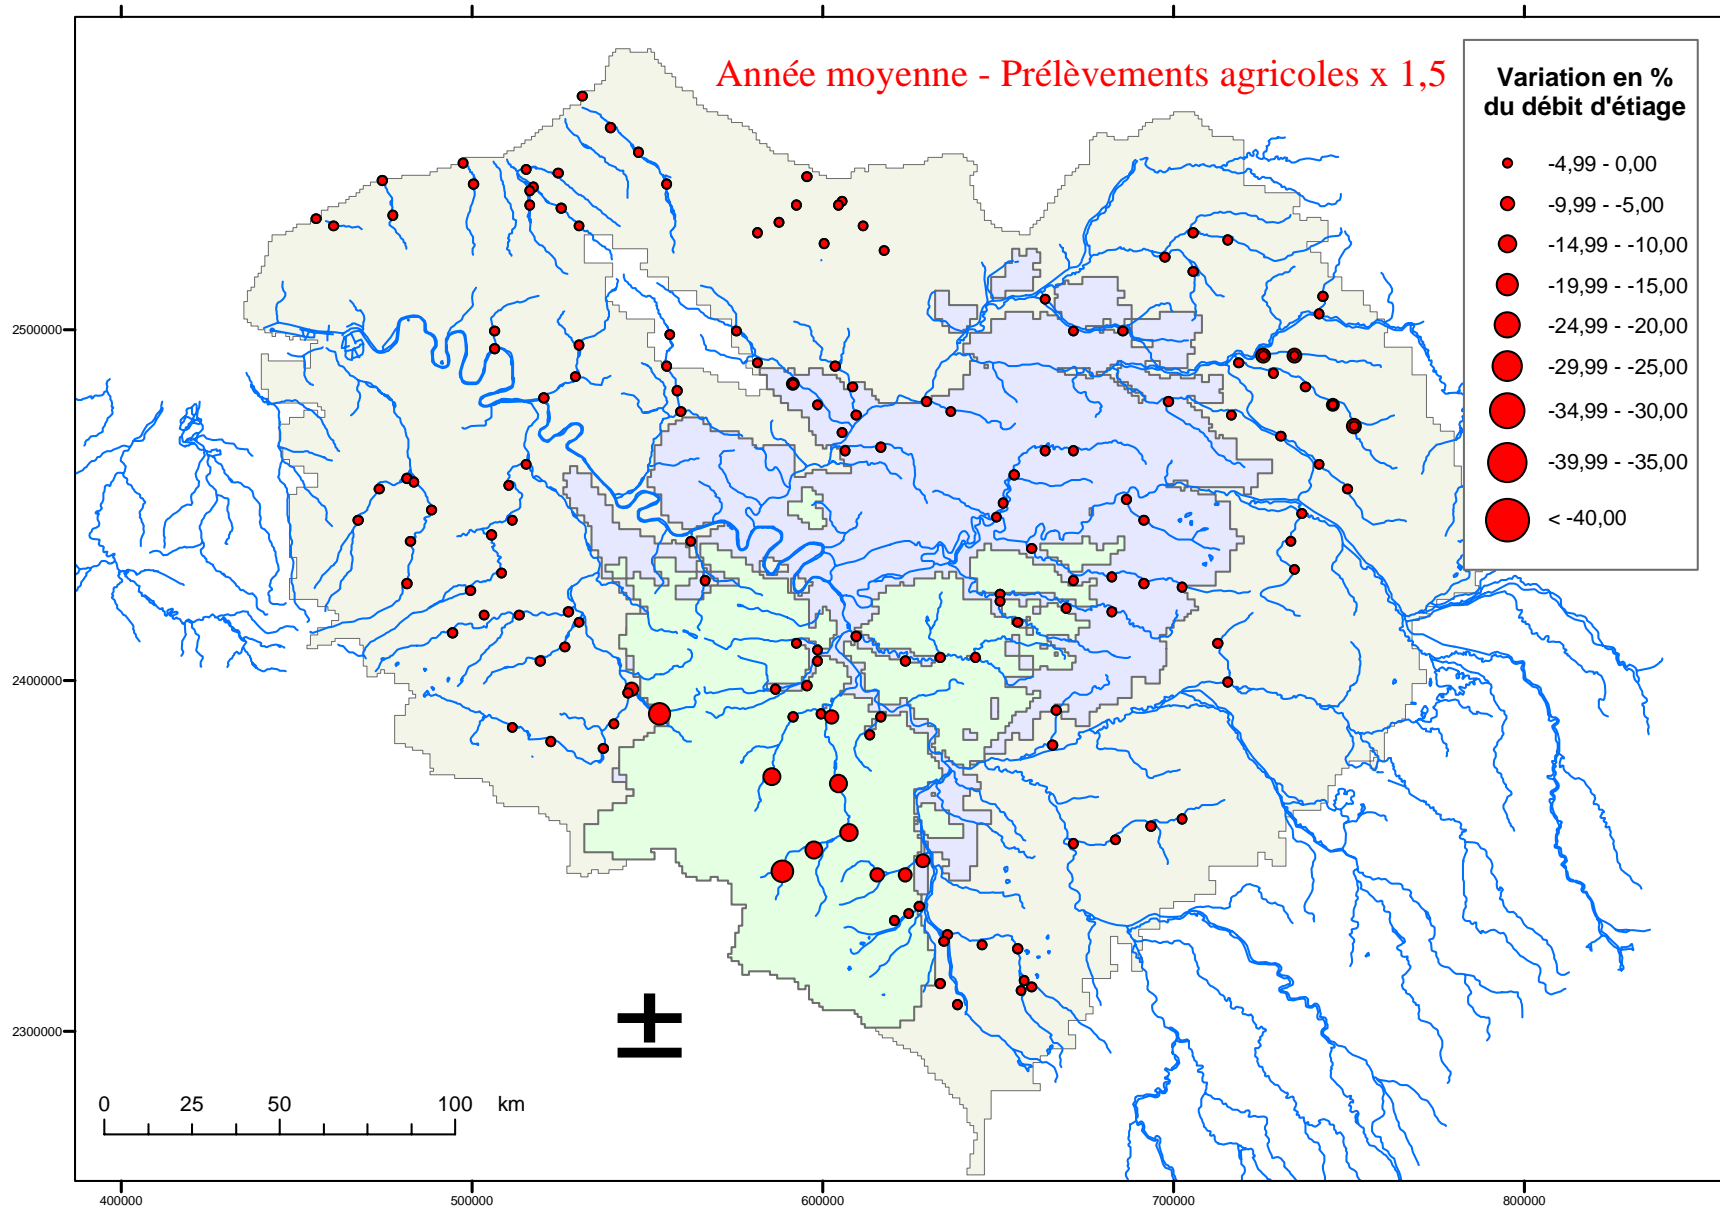 Année moyenne - Prélèvements agricoles x 1,5
Variation en %
du débit d'étiage
-4,99 - 0,00
-9,99 - -5,00
-14,99 - -10,00
-19,99 - -15,00
-24,99 - -20,00
-29,99 - -25,00
-34,99 - -30,00
-39,99 - -35,00
< -40,00
2500000
2400000
2300000
±
0 25 50 100 km
400000 500000 600000 700000 800000